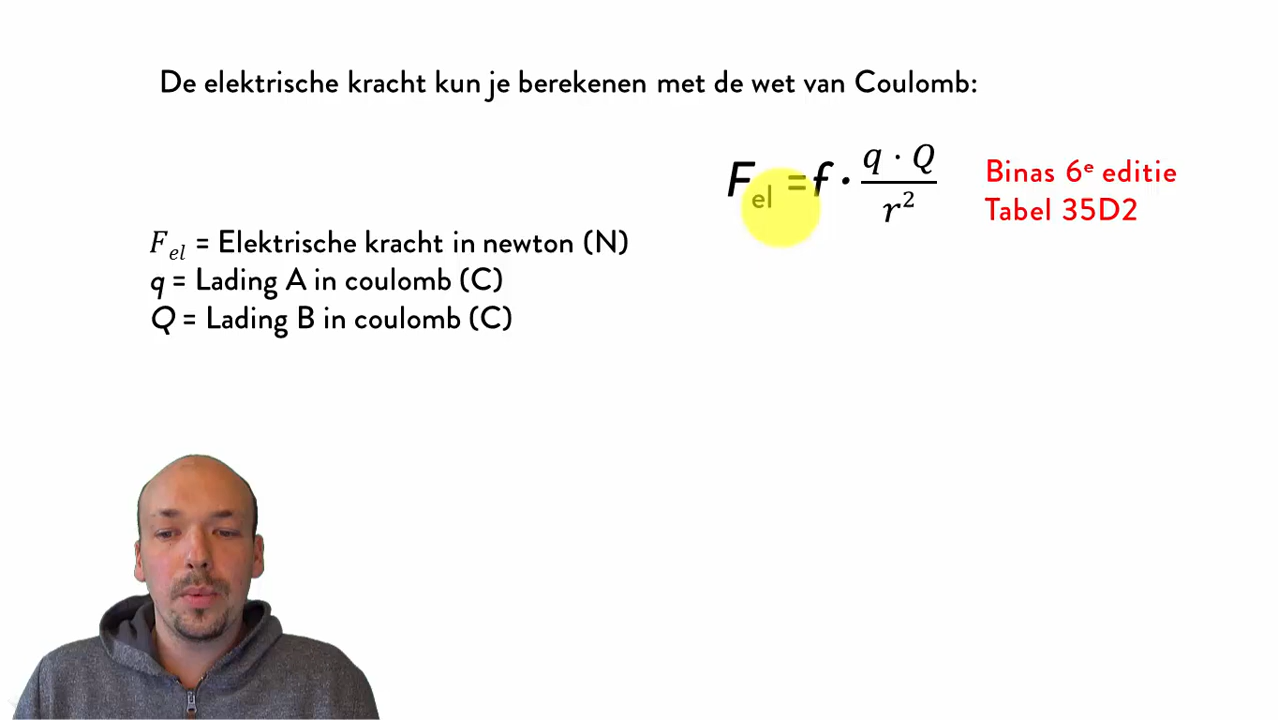 De elektrische kracht kun je berekenen met de wet van Coulomb:
F_el = f · (q · Q) / r²
Binas 6ᵉ editie
Tabel 35D2
F_el = Elektrische kracht in newton (N)
q = Lading A in coulomb (C)
Q = Lading B in coulomb (C)